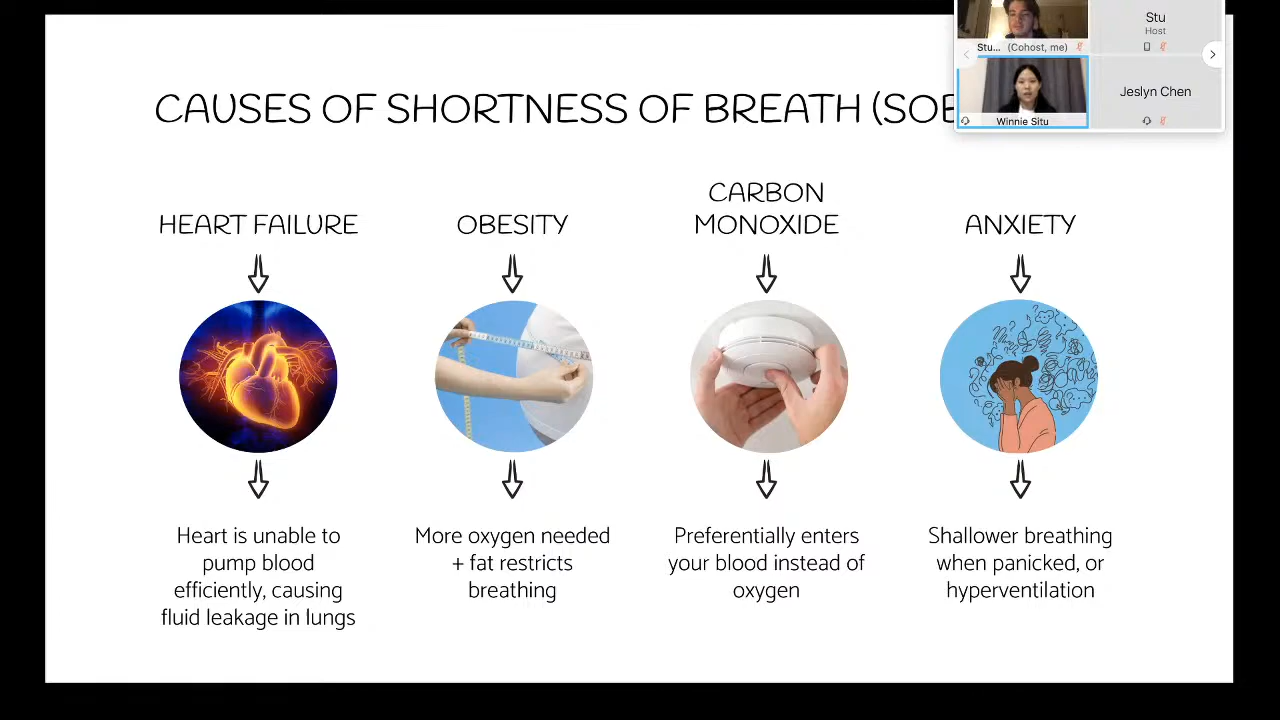 CAUSES OF SHORTNESS OF BREATH (SOB
Stu
Host
Stu... (Cohost, me)
Winnie Situ
Jeslyn Chen
HEART FAILURE
OBESITY
CARBON
MONOXIDE
ANXIETY
Heart is unable to
pump blood
efficiently, causing
fluid leakage in lungs
More oxygen needed
+ fat restricts
breathing
Preferentially enters
your blood instead of
oxygen
Shallower breathing
when panicked, or
hyperventilation